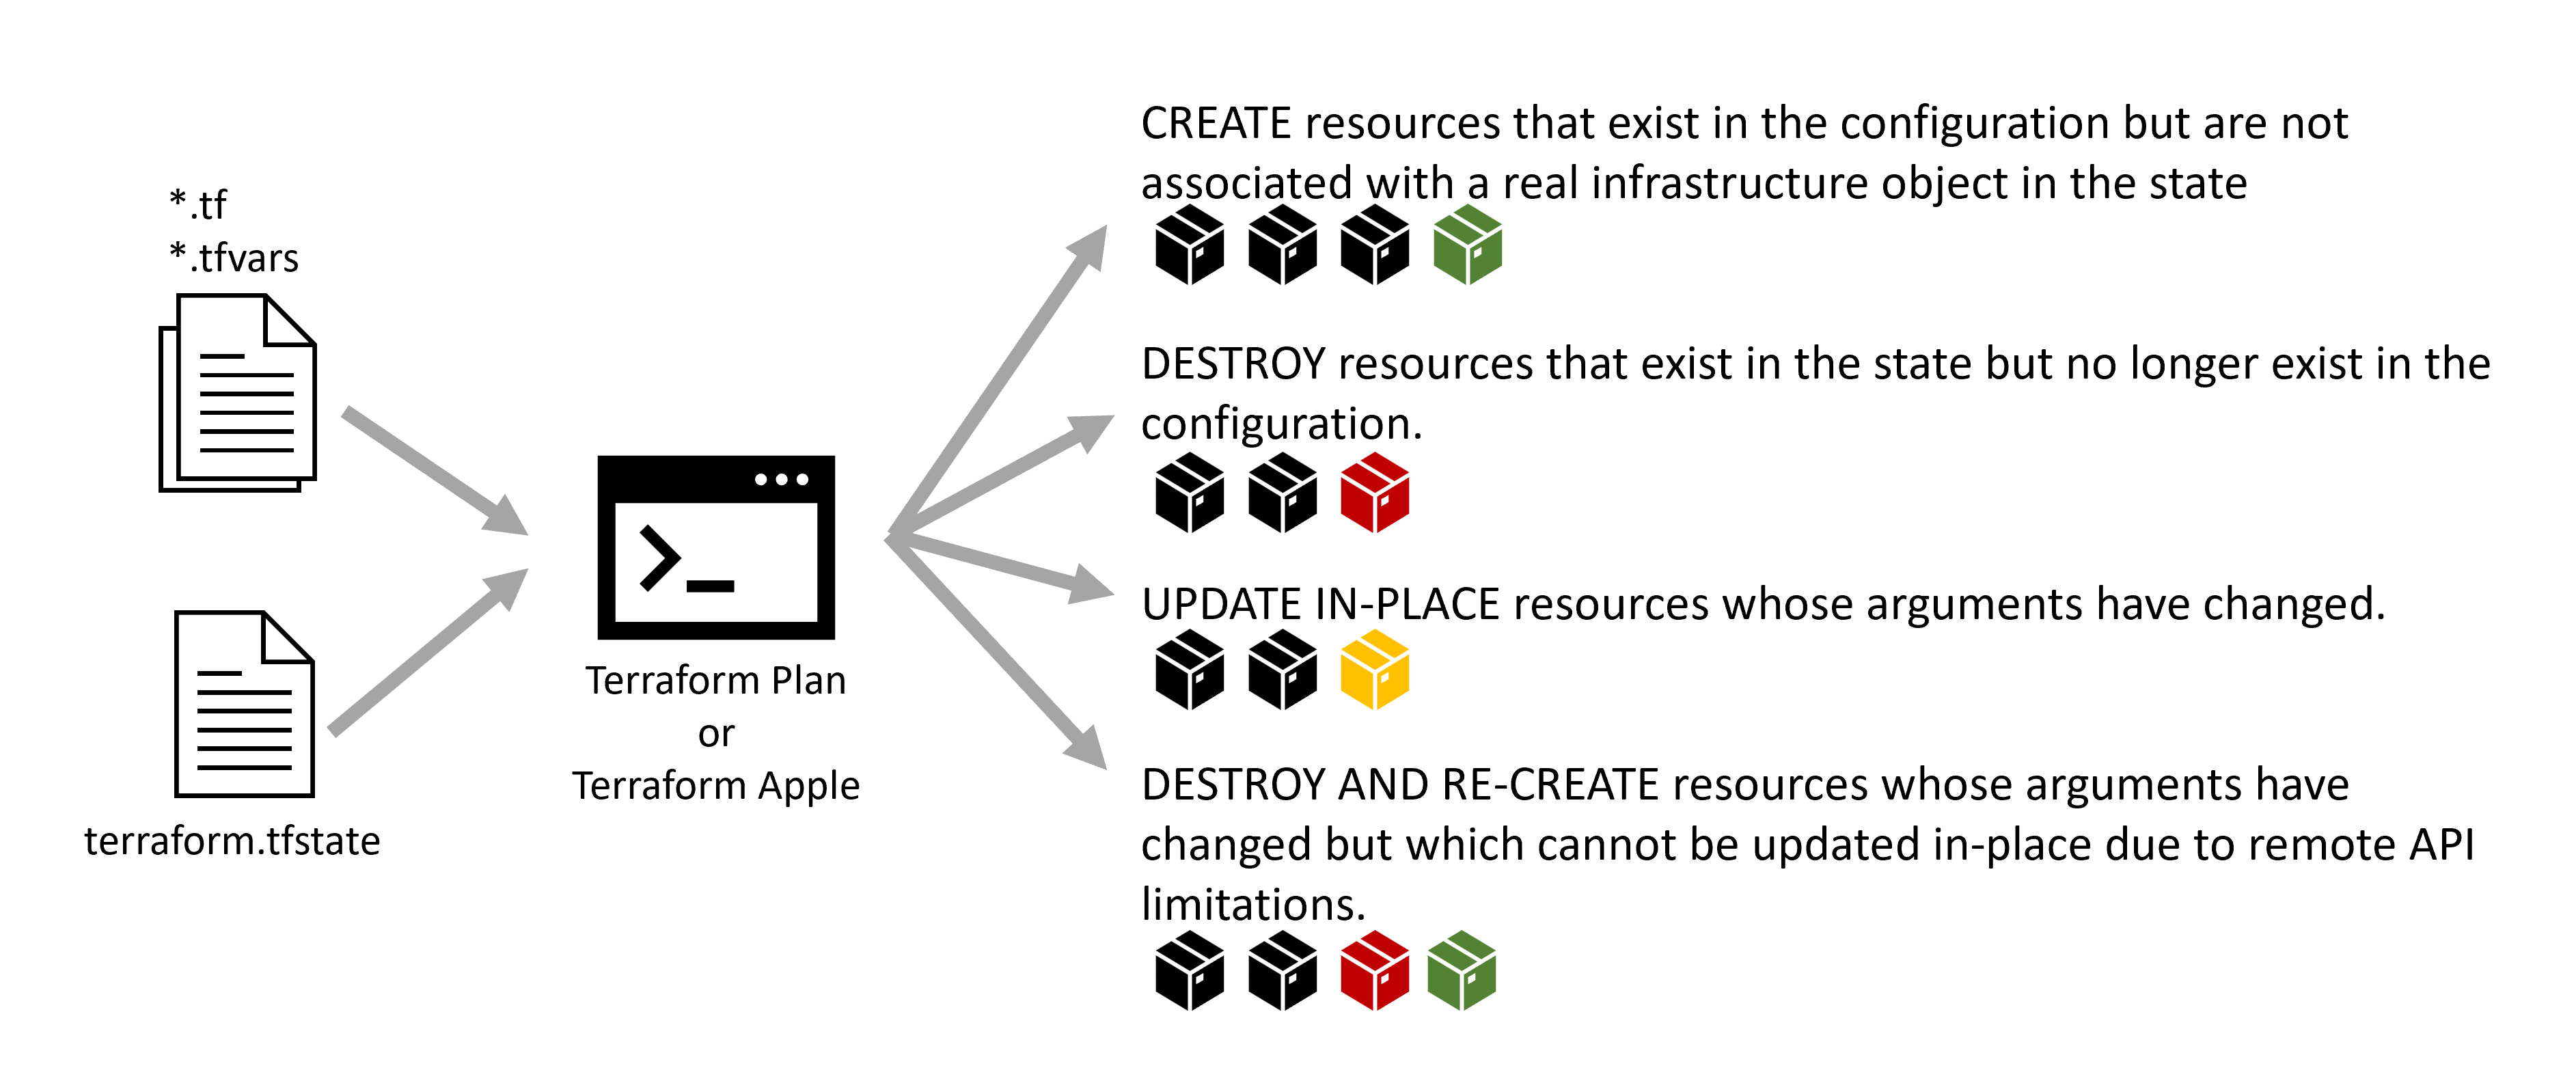 *.tf
*.tfvars
terraform.tfstate
Terraform Plan
or
Terraform Apple
CREATE resources that exist in the configuration but are not
associated with a real infrastructure object in the state
DESTROY resources that exist in the state but no longer exist in the
configuration.
UPDATE IN-PLACE resources whose arguments have changed.
DESTROY AND RE-CREATE resources whose arguments have
changed but which cannot be updated in-place due to remote API
limitations.